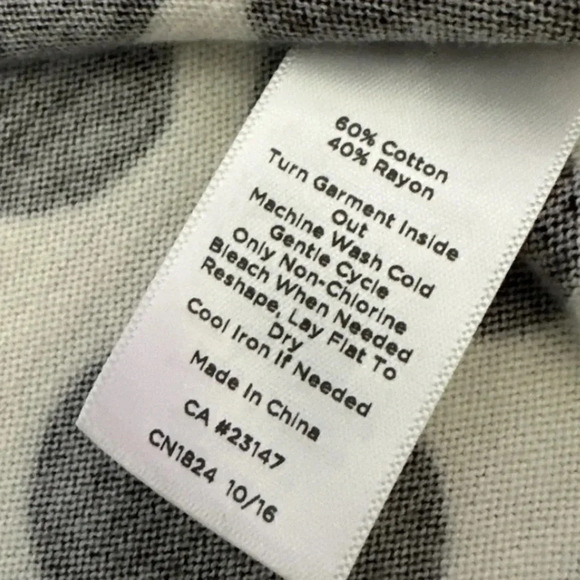 60% Cotton
40% Rayon
Turn Garment Inside
Out
Machine Wash Cold
Gentle Cycle
Only Non-Chlorine
Bleach When Needed
Reshape, Lay Flat To
Dry
Cool Iron If Needed
Made In China
CA #23147
CN1824 10/16